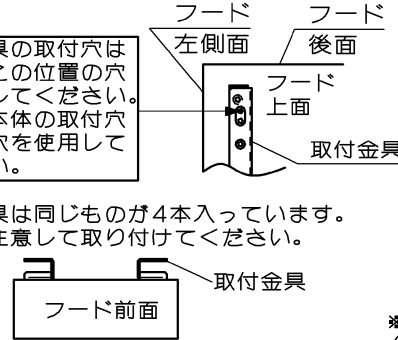 フード
左側面
フード
後面
具の取付穴は
この位置の穴
してください。
本体の取付穴
穴を使用して
い。
フード
上面
取付金具
具は同じものが4本入っています。
注意して取り付けてください。
取付金具
フード前面
※